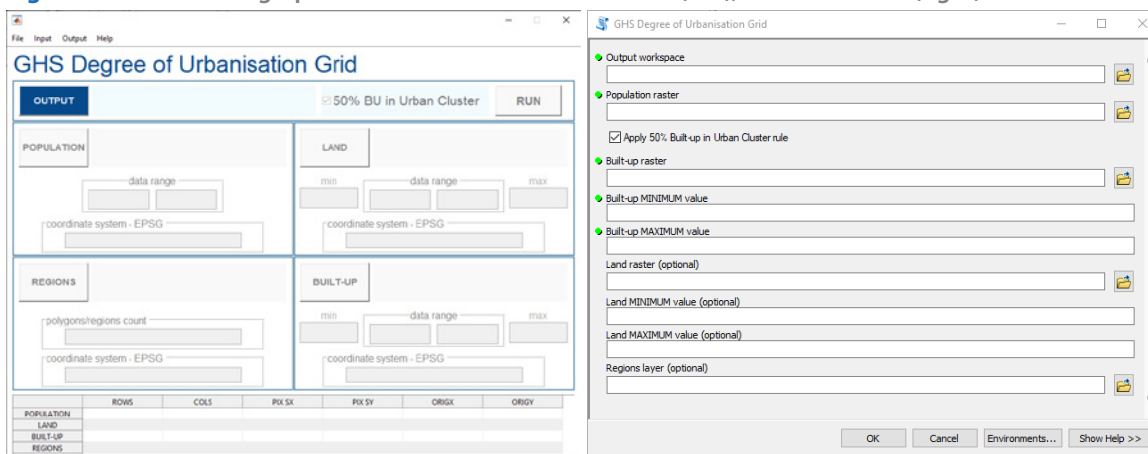 File Input Output Help
GHS Degree of Urbanisation Grid
OUTPUT
50% BU in Urban Cluster
RUN
POPULATION
data range
coordinate system - EPSG
LAND
min
data range
max
coordinate system - EPSG
REGIONS
polygons/regions count
coordinate system - EPSG
BUILT-UP
min
data range
max
coordinate system - EPSG
ROWS COLS PIX SX PIX SY ORIGX ORIGY
POPULATION
LAND
BUILT-UP
REGIONS
GHS Degree of Urbanisation Grid
Output workspace
Population raster
Apply 50% Built-up in Urban Cluster rule
Built-up raster
Built-up MINIMUM value
Built-up MAXIMUM value
Land raster (optional)
Land MINIMUM value (optional)
Land MAXIMUM value (optional)
Regions layer (optional)
OK Cancel Environments... Show Help >>